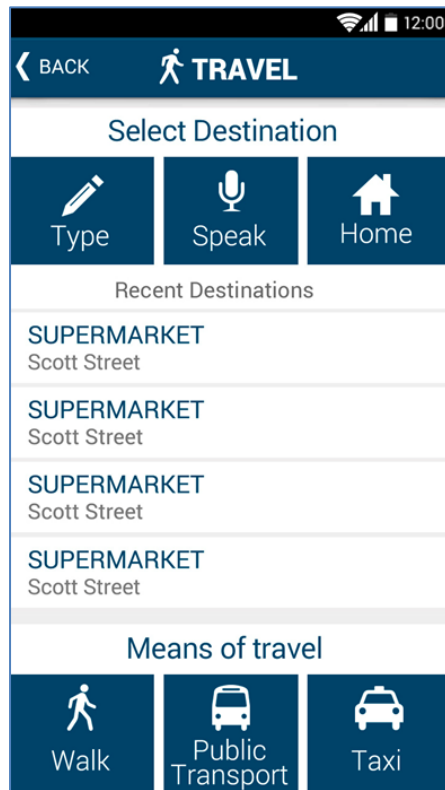 12:00
BACK
TRAVEL
Select Destination
Type
Speak
Home
Recent Destinations
SUPERMARKET
Scott Street
SUPERMARKET
Scott Street
SUPERMARKET
Scott Street
SUPERMARKET
Scott Street
Means of travel
Walk
Public
Transport
Taxi